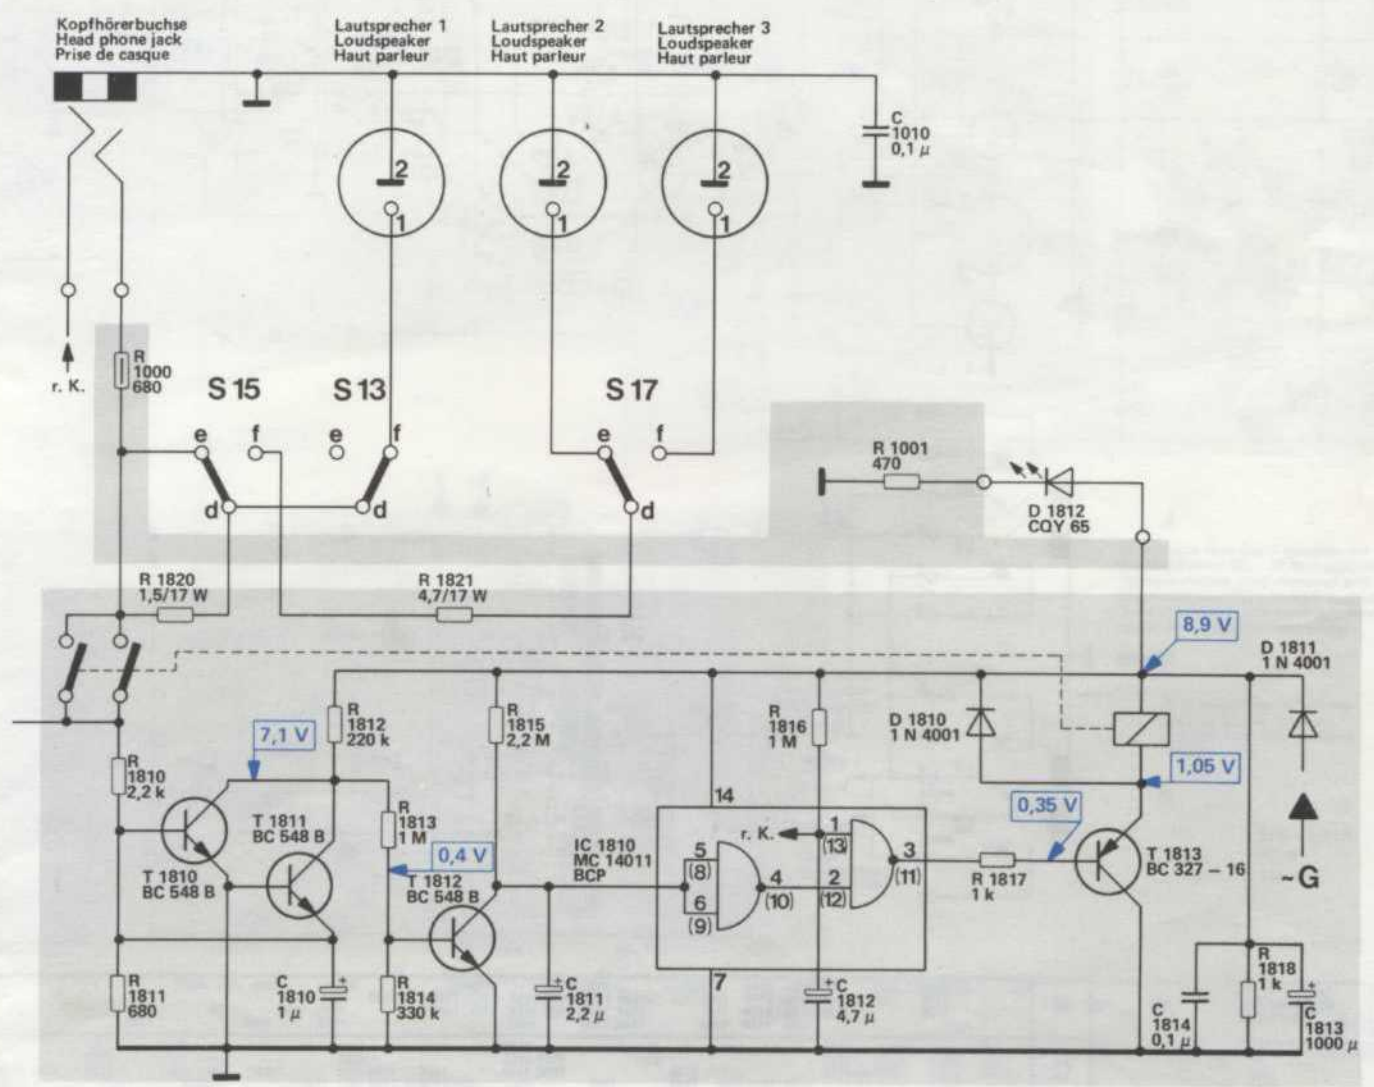 Kopfhörerbuchse
Head phone jack
Prise de casque
Lautsprecher 1
Loudspeaker
Haut parleur
Lautsprecher 2
Loudspeaker
Haut parleur
Lautsprecher 3
Loudspeaker
Haut parleur
C
1010
0,1 µ
2
1
2
1
2
1
r. K.
R
1000
680
S 15
S 13
S 17
e
f
d
e
f
d
e
f
d
R 1001
470
D 1812
CQY 65
R 1820
1,5/17 W
R 1821
4,7/17 W
8,9 V
D 1811
1 N 4001
R
1810
2,2 k
7,1 V
R
1812
220 k
R
1815
2,2 M
R
1816
1 M
D 1810
1 N 4001
1,05 V
T 1811
BC 548 B
R
1813
1 M
0,4 V
T 1810
BC 548 B
T 1812
BC 548 B
IC 1810
MC 14011
BCP
14
r. K.
1
(13)
5
(8)
6
(9)
4
(10)
2
(12)
3
(11)
7
0,35 V
R 1817
1 k
T 1813
BC 327 – 16
~G
R
1811
680
C
1810
1 µ
+
R
1814
330 k
C
1811
2,2 µ
+
C
1812
4,7 µ
+
C
1814
0,1 µ
R
1818
1 k
C
1813
1000 µ
+